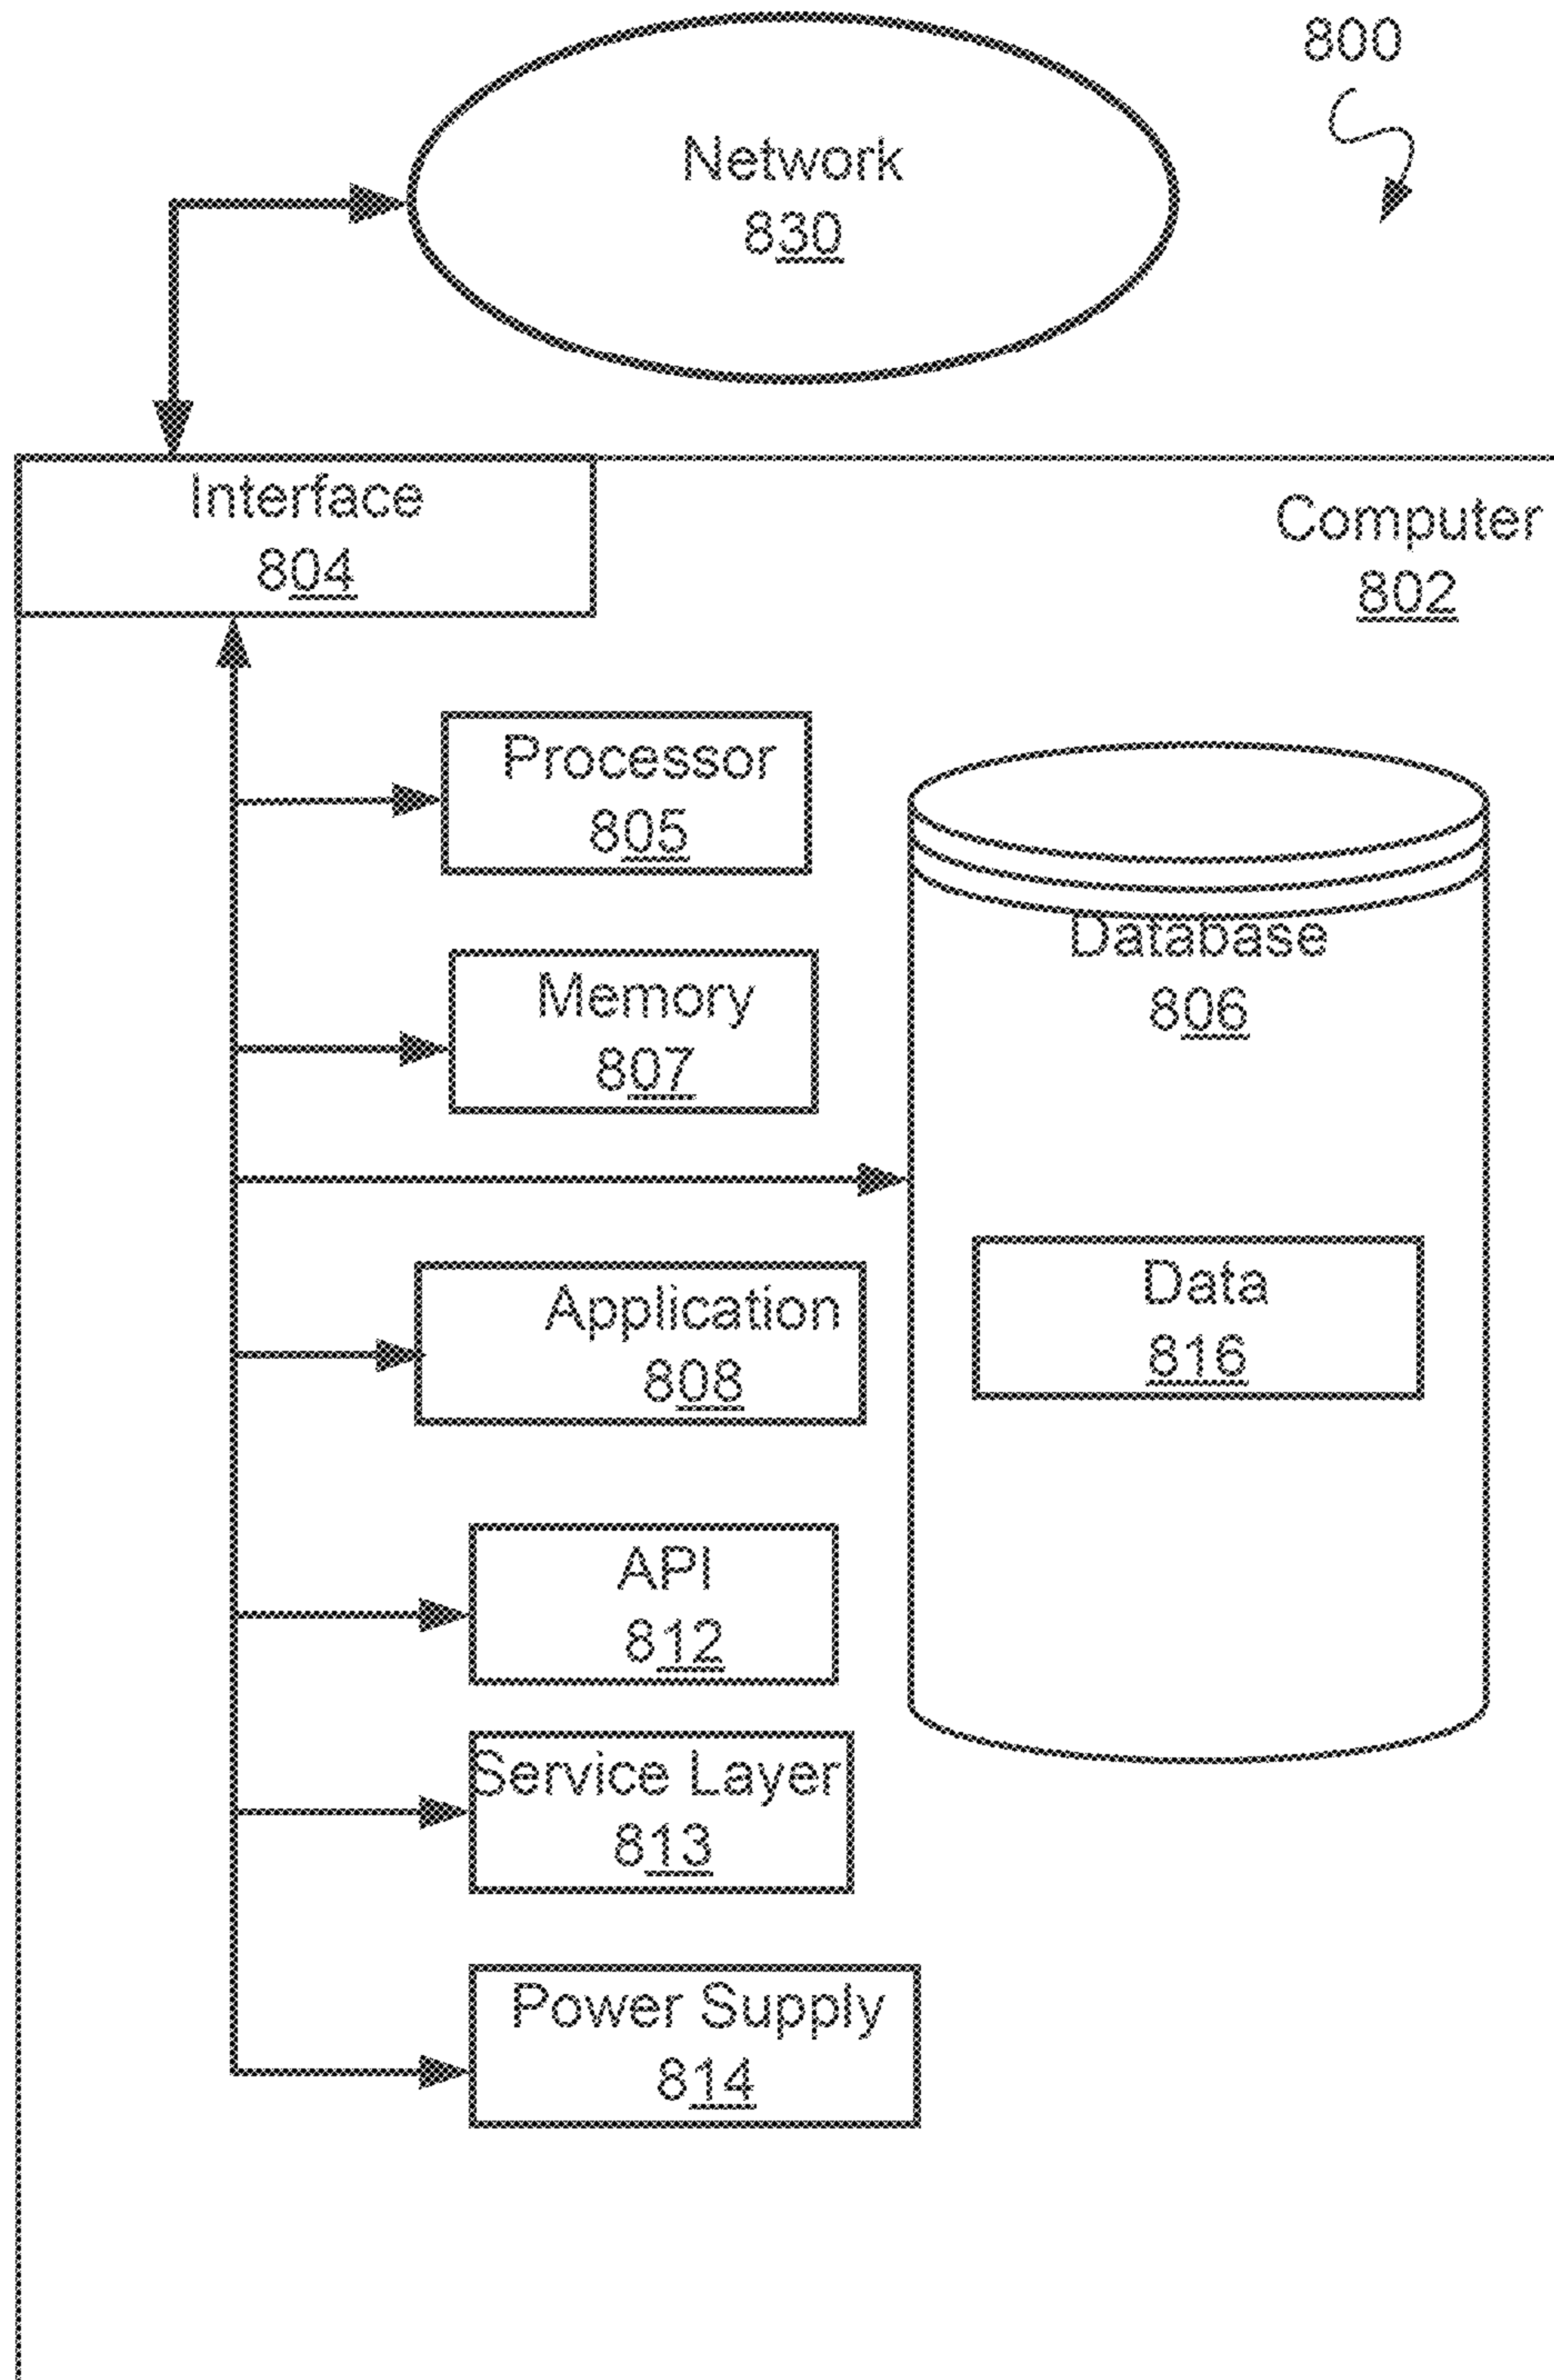 800
Network
830
Interface
804
Computer
802
Processor
805
Database
806
Memory
807
Data
816
Application
808
API
812
Service Layer
813
Power Supply
814